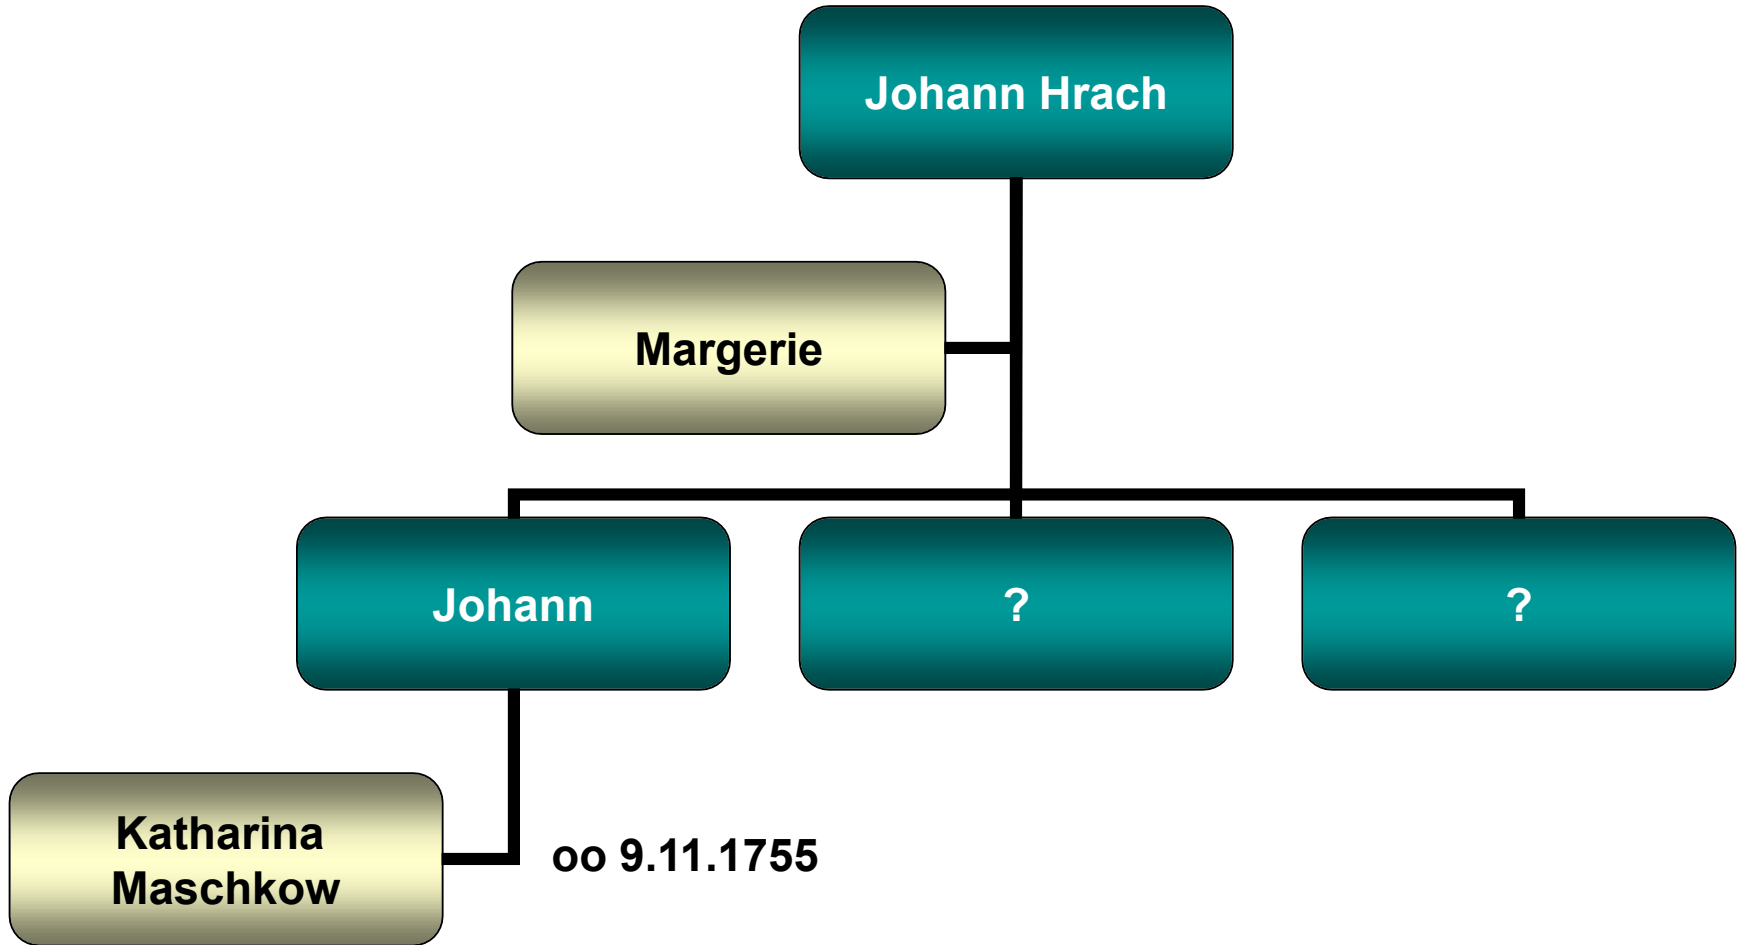 Johann Hrach
Margerie
Johann
?
?
Katharina
Maschkow
oo 9.11.1755